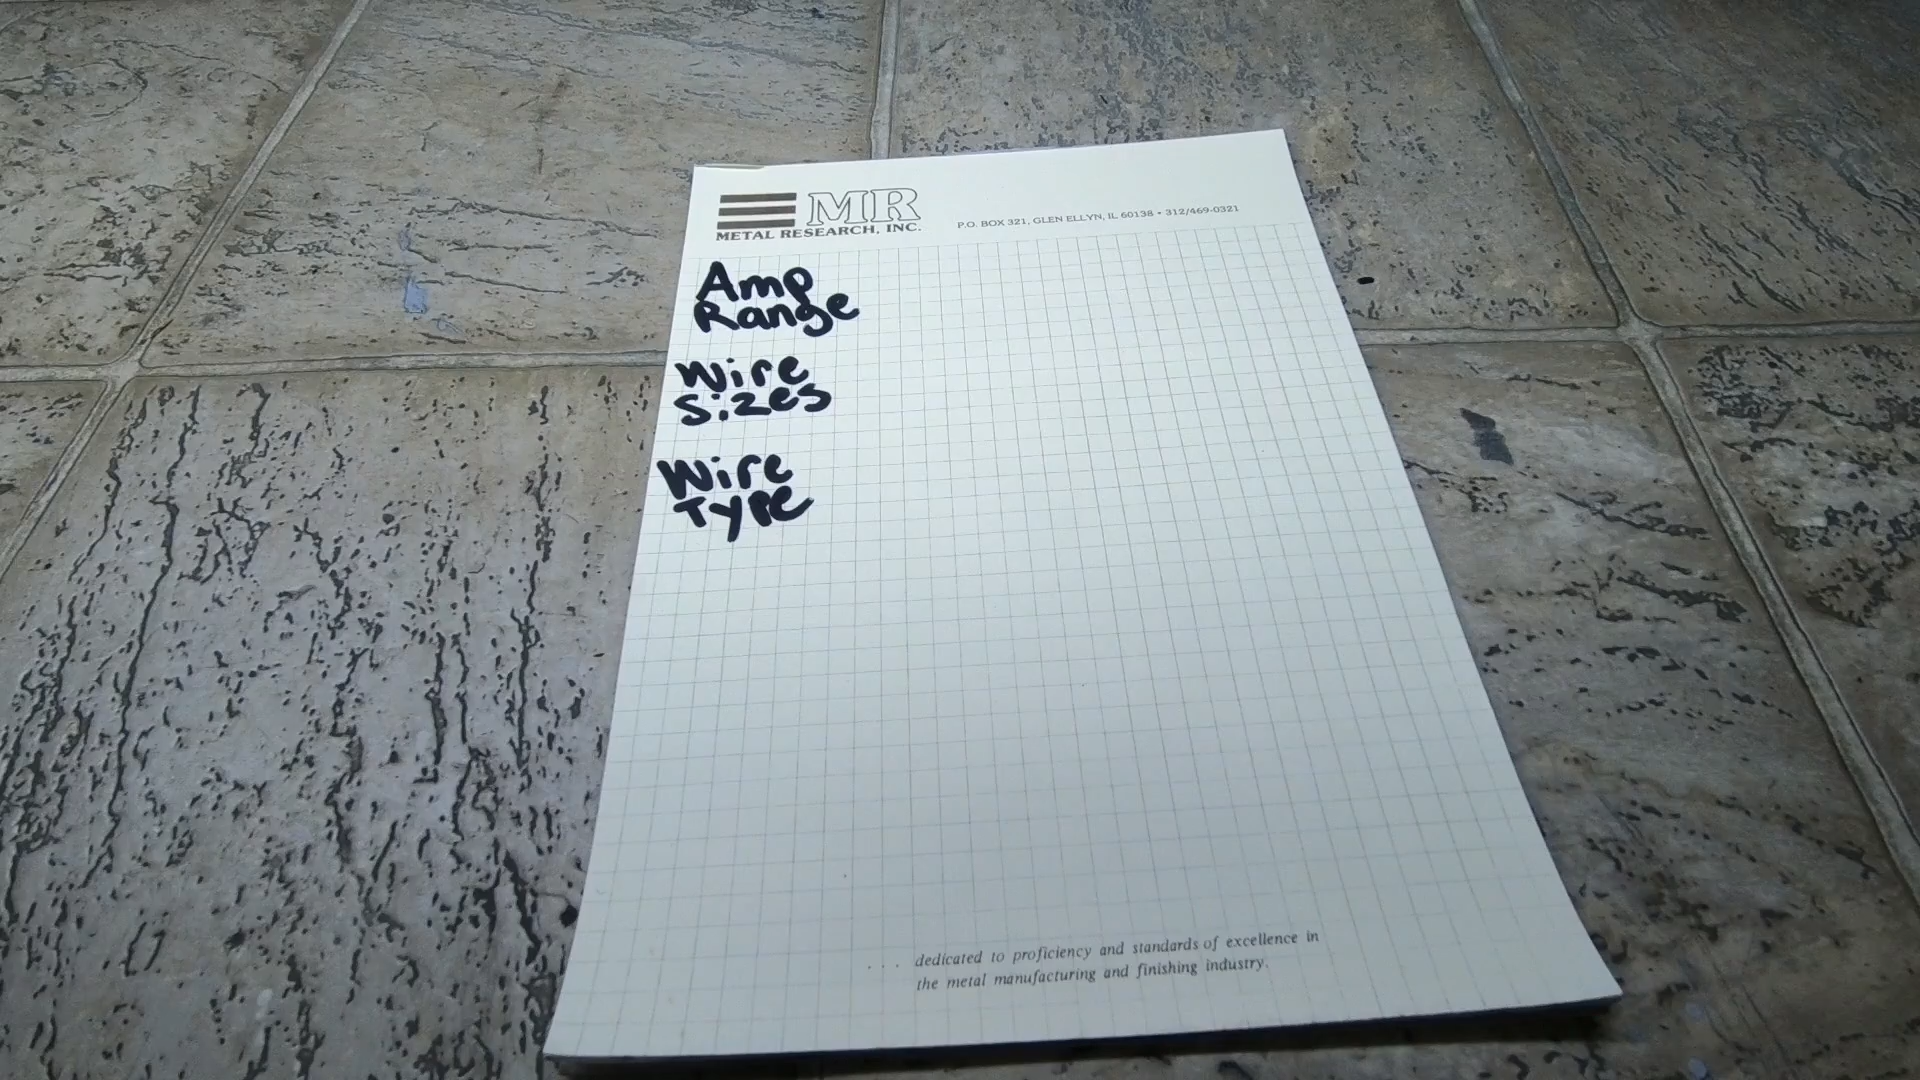 MR
METAL RESEARCH, INC.
P.O. BOX 321, GLEN ELLYN, IL 60138 • 312/469-0321
Amp
Range
Wire
Sizes
Wire
Type
. . . dedicated to proficiency and standards of excellence in
the metal manufacturing and finishing industry.